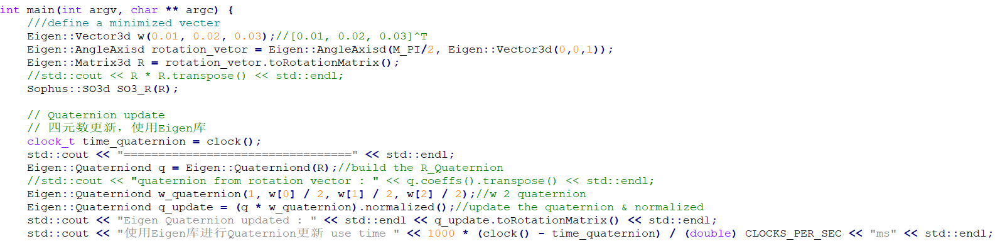 int main(int argv, char ** argc) {
    ///define a minimized vecter
    Eigen::Vector3d w(0.01, 0.02, 0.03);//[0.01, 0.02, 0.03]^T
    Eigen::AngleAxisd rotation_vetor = Eigen::AngleAxisd(M_PI/2, Eigen::Vector3d(0,0,1));
    Eigen::Matrix3d R = rotation_vetor.toRotationMatrix();
    //std::cout << R * R.transpose() << std::endl;
    Sophus::SO3d SO3_R(R);

    // Quaternion update
    // 四元数更新，使用Eigen库
    clock_t time_quaternion = clock();
    std::cout << "=================================" << std::endl;
    Eigen::Quaterniond q = Eigen::Quaterniond(R);//build the R_Quaternion
    //std::cout << "quaternion from rotation vector : " << q.coeffs().transpose() << std::endl;
    Eigen::Quaterniond w_quaternion(1, w[0] / 2, w[1] / 2, w[2] / 2);//w 2 quaternion
    Eigen::Quaterniond q_update = (q * w_quaternion).normalized();//update the quaternion & normalized
    std::cout << "Eigen Quaternion updated : " << std::endl << q_update.toRotationMatrix() << std::endl;
    std::cout << "使用Eigen库进行Quaternion更新 use time " << 1000 * (clock() - time_quaternion) / (double) CLOCKS_PER_SEC << "ms" << std::endl;